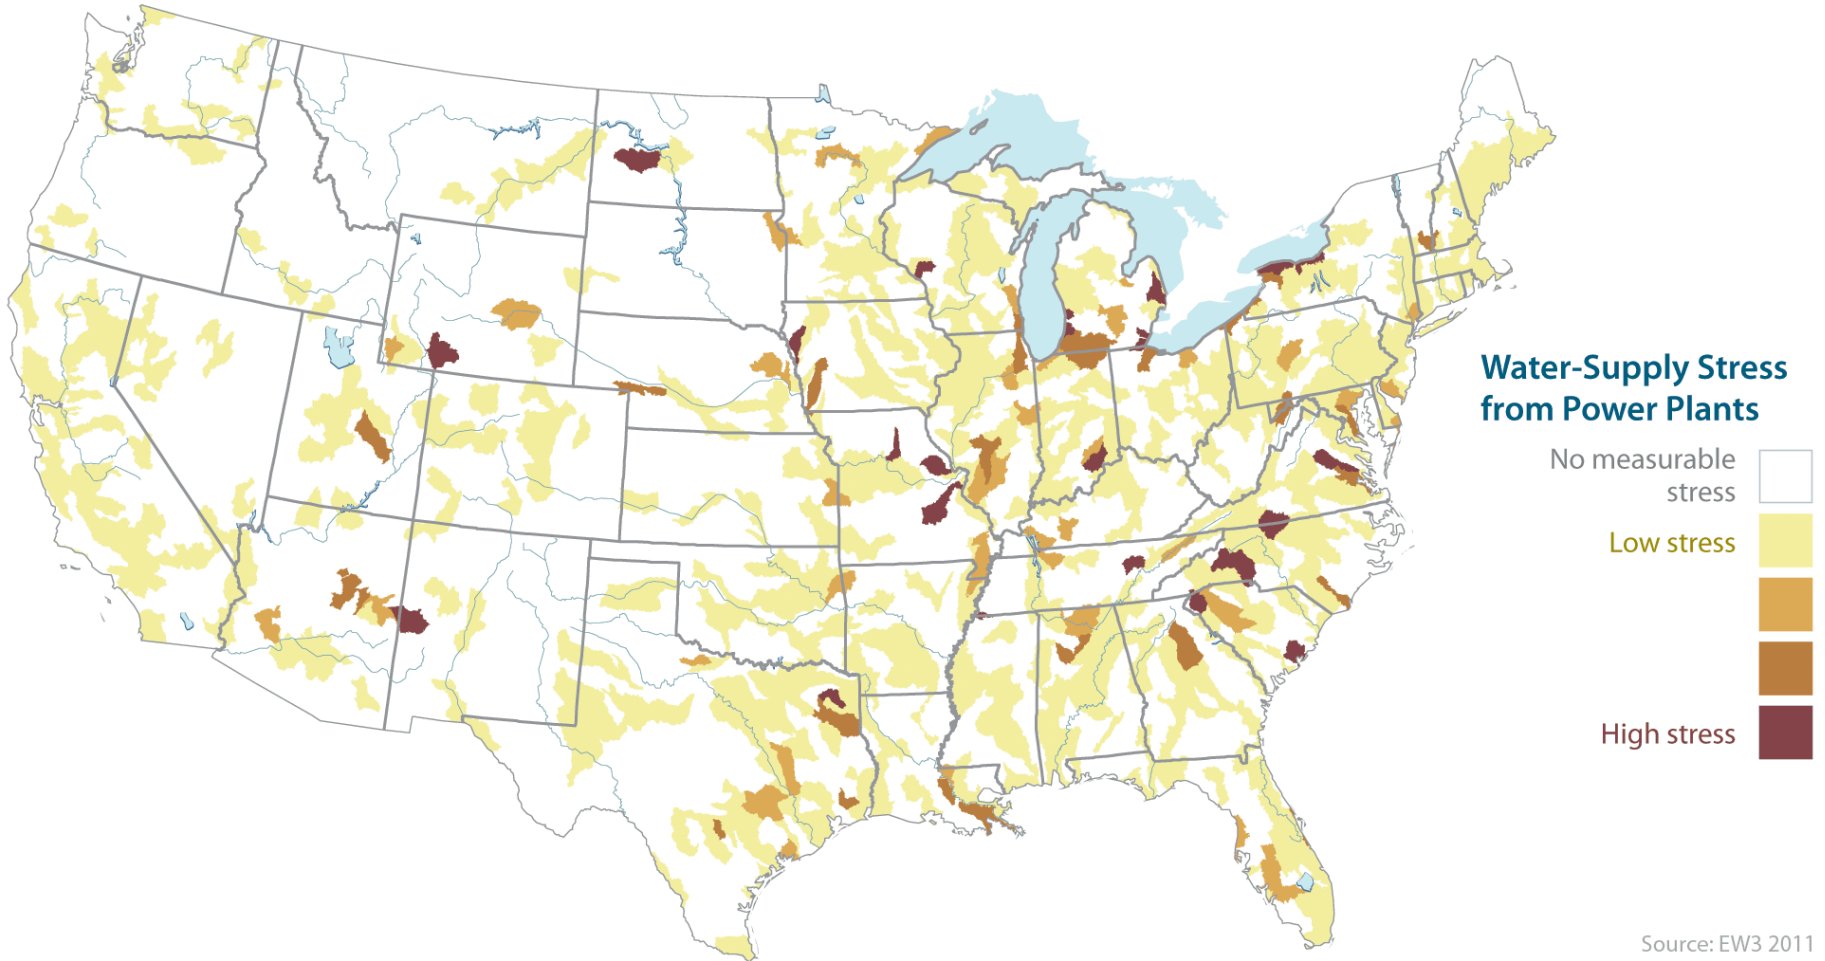 Water-Supply Stress
from Power Plants
No measurable
stress
Low stress
High stress
Source: EW3 2011